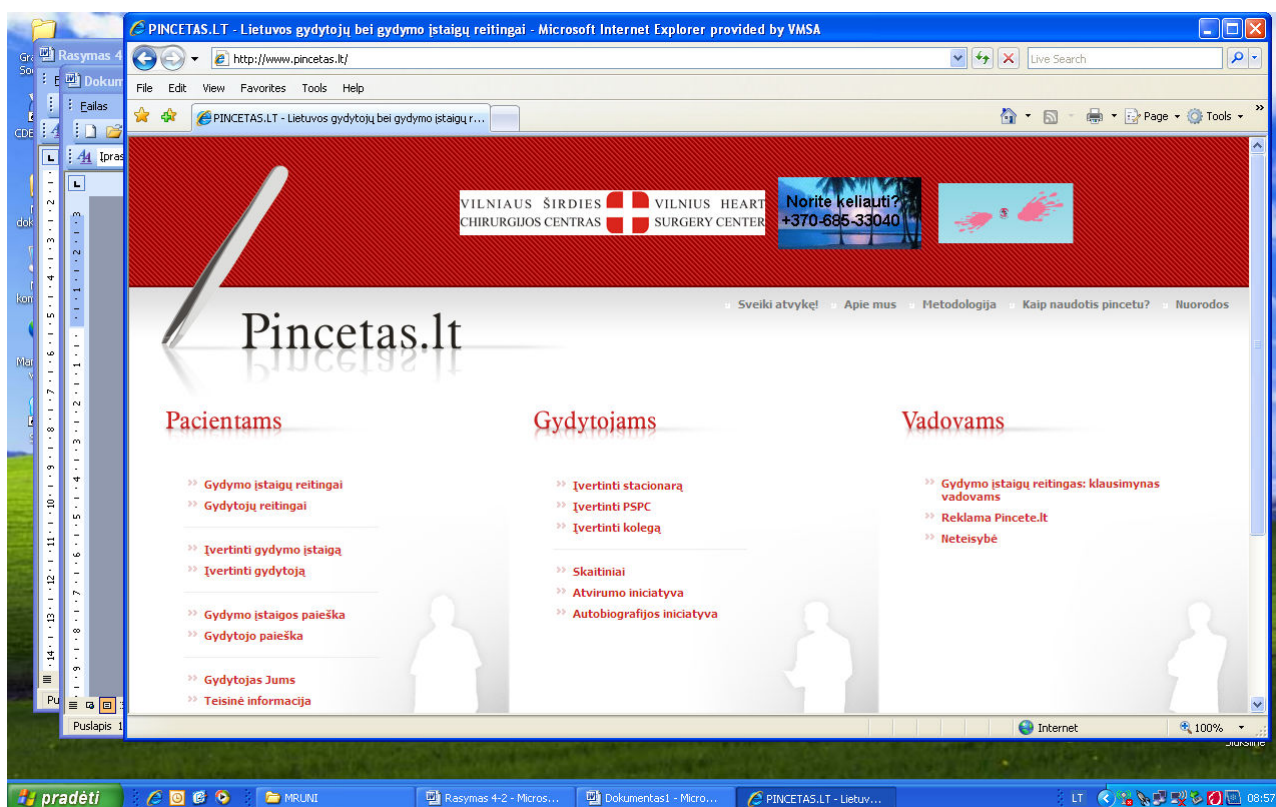 PINCETAS.LT - Lietuvos gydytojų bei gydymo įstaigų reitingai - Microsoft Internet Explorer provided by VMSA
Rasymas 4
Dokum
http://www.pincetas.lt/
Live Search
File Edit View Favorites Tools Help
Failas
PINCETAS.LT - Lietuvos gydytojų bei gydymo įstaigų r...
Page Tools
Ipras
VILNIAUS ŠIRDIES CHIRURGIJOS CENTRAS
VILNIUS HEART SURGERY CENTER
Norite keliauti?
+370-685-33040
Sveiki atvykę! Apie mus Metodologija Kaip naudotis pincetu? Nuorodos
Pincetas.lt
Pacientams
Gydymo įstaigų reitingai
Gydytojų reitingai
Įvertinti gydymo įstaigą
Įvertinti gydytoją
Gydymo įstaigos paieška
Gydytojo paieška
Gydytojas Jums
Teisinė informacija
Gydytojams
Įvertinti stacionarą
Įvertinti PSPC
Įvertinti kolegą
Skaitiniai
Atvirumo iniciatyva
Autobiografijos iniciatyva
Vadovams
Gydymo įstaigų reitingas: klausimynas
vadovams
Reklama Pincete.lt
Neteisybė
Puslapis 1
Internet
100%
pradėti
MRUNI
Rasymas 4-2 - Micros...
Dokumentas1 - Micro...
PINCETAS.LT - Lietuv...
LT
08:57